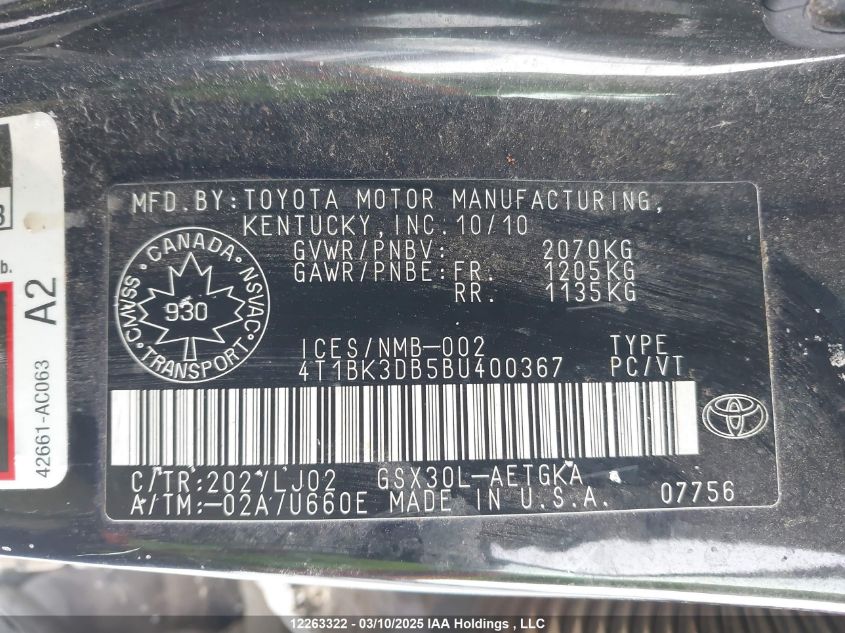 MFD.BY:TOYOTA MOTOR MANUFACTURING,
KENTUCKY,INC.10/10
GVWR/PNBV: 2070KG
GAWR/PNBE:FR. 1205KG
RR. 1135KG
CANADA
NSVAC
930
SSMVNC
TRANSPORT
ICES/NMB-002 TYPE
4T1BK3DB5BU400367 PC/VT
C/TR:202/LJ02 GSX30L-AETGKA
A/TM:-02A/U660E MADE IN U.S.A. 07756
b.
A2
42661-AC063
12263322 - 03/10/2025 IAA Holdings , LLC